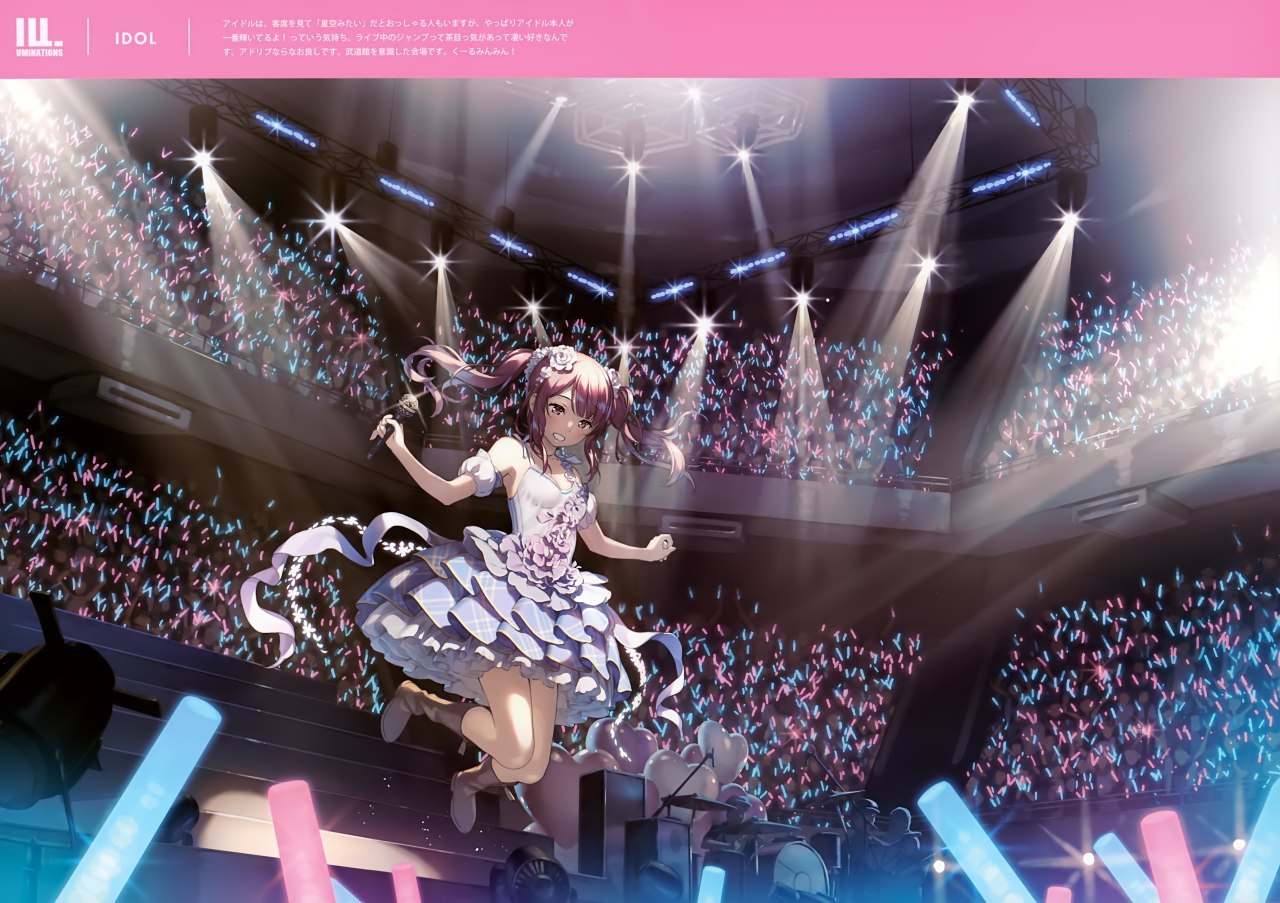 ILL.
UMINATIONS
IDOL
アイドルは、客席を見て「星空みたい」だとおっしゃる人もいますが、やっぱりアイドル本人が
一番輝いてるよ！っていう気持ち。ライブ中のジャンプって茶目っ気があって凄い好きなんで
す。アドリブならなお良しです。武道館を意識した会場です。くーるみんみん！